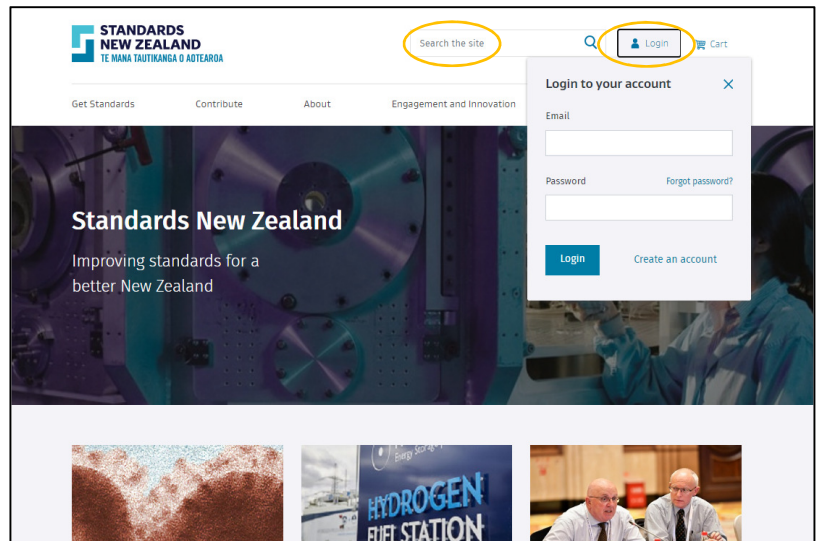 STANDARDS
NEW ZEALAND
TE MANA TAUTIKANGA O AOTEAROA
Search the site
Login
Cart
Get Standards
Contribute
About
Engagement and Innovation
Login to your account
Email
Password
Forgot password?
Login
Create an account
Standards New Zealand
Improving standards for a
better New Zealand
Energy
HYDROGEN
FUEL STATION